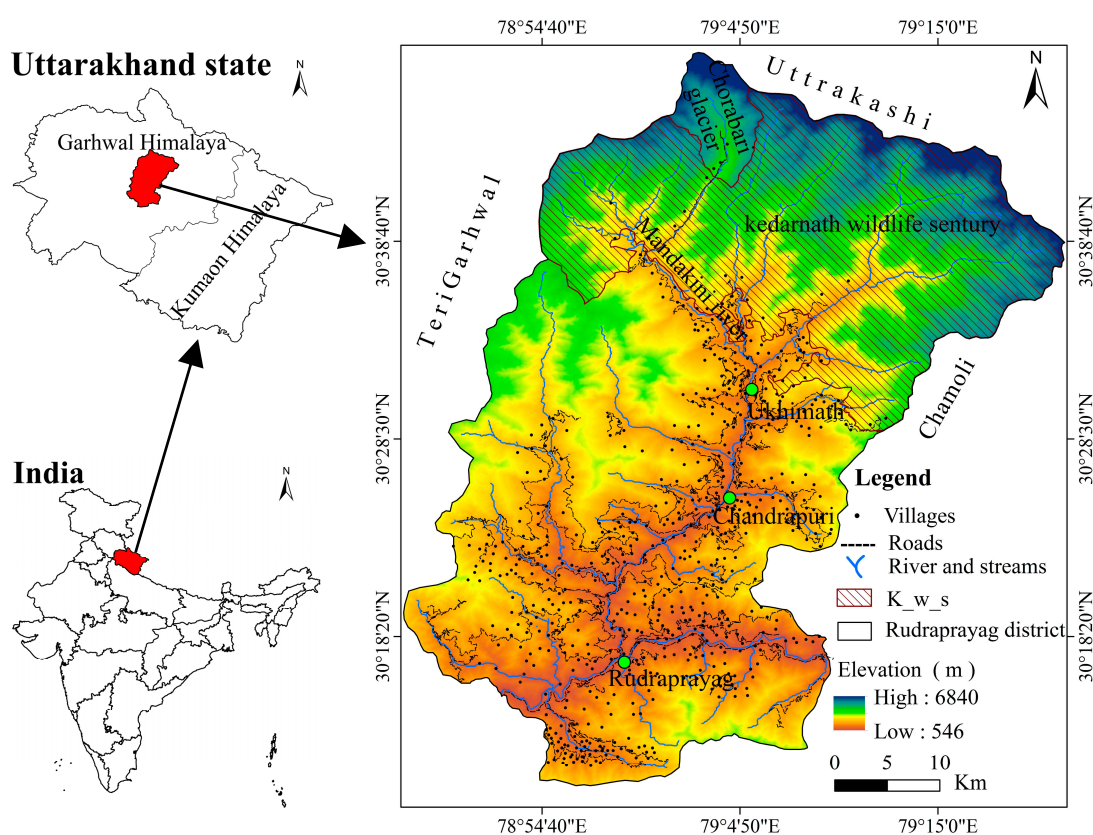 Uttarakhand state
N
Garhwal Himalaya
Kumaon Himalaya
India
N
78°54'40"E
79°4'50"E
79°15'0"E
N
Uttrakashi
Chorabari
glacier
TeriGarhwal
kedarnath wildlife sentury
Mandakini river
Ukhimath
Chamoli
Chandrapuri
Rudraprayag
30°38'40"N
30°28'30"N
30°18'20"N
30°38'40"N
30°28'30"N
30°18'20"N
Legend
Villages
Roads
River and streams
K_w_s
Rudraprayag district
Elevation ( m )
High : 6840
Low : 546
0 5 10
Km
78°54'40"E
79°4'50"E
79°15'0"E